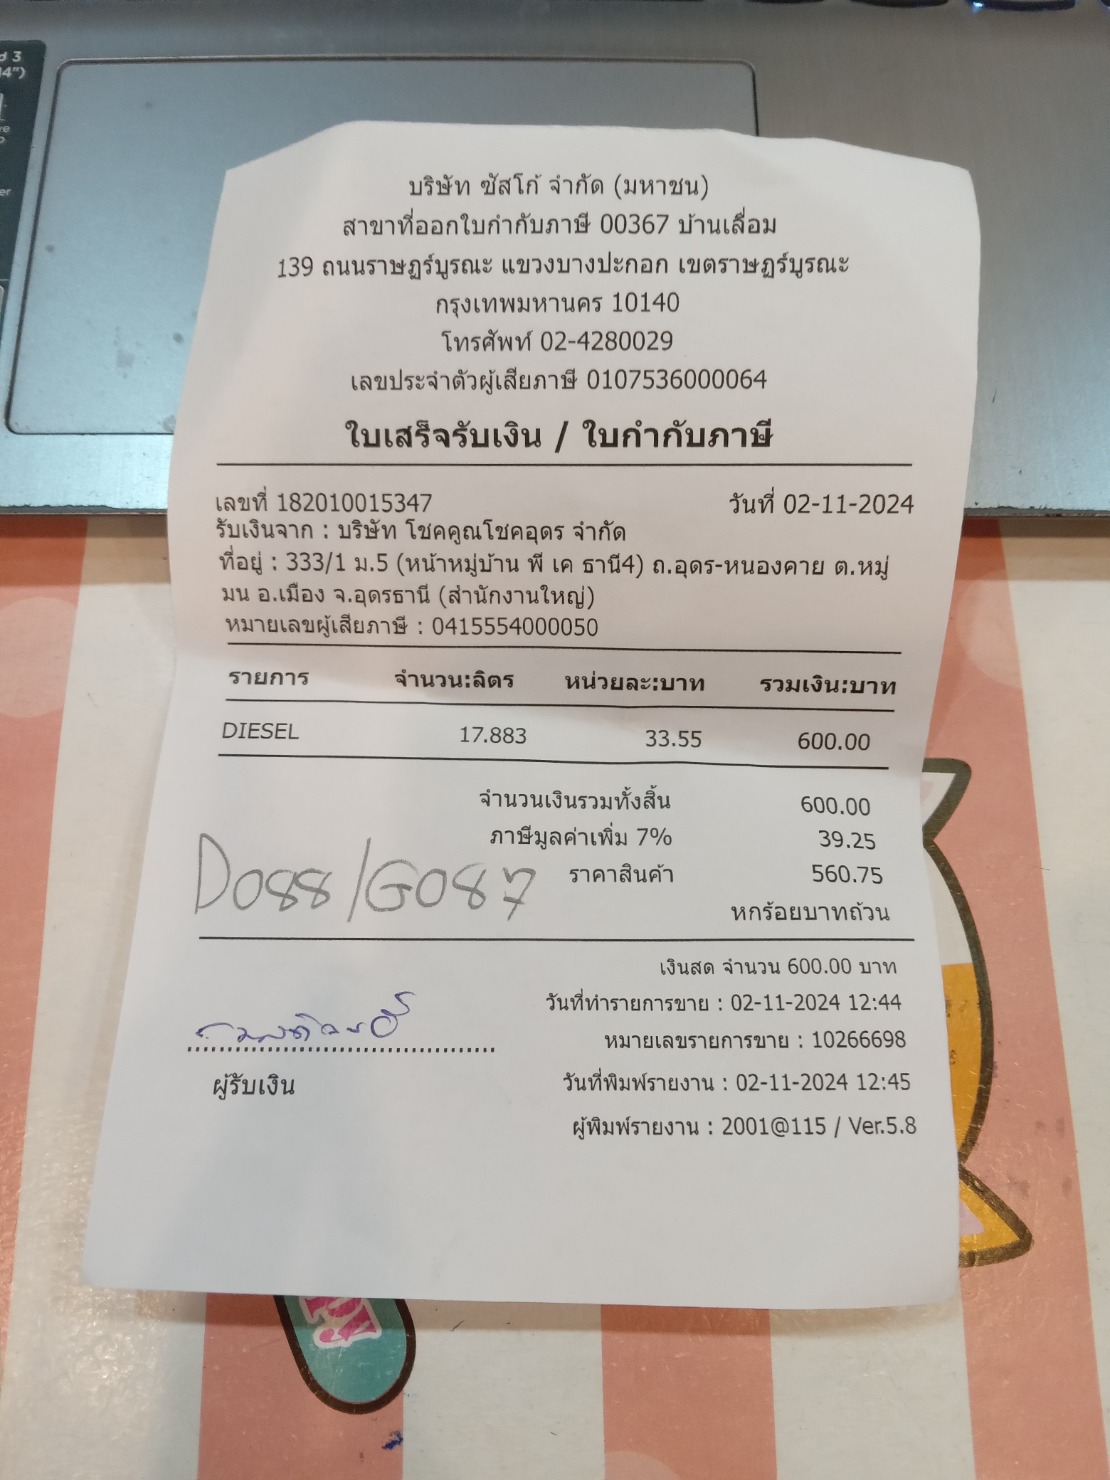 บริษัท ซัสโก้ จำกัด (มหาชน)
สาขาที่ออกใบกำกับภาษี 00367 บ้านเลื่อม
139 ถนนราษฏร์บูรณะ แขวงบางปะกอก เขตราษฏร์บูรณะ
กรุงเทพมหานคร 10140
โทรศัพท์ 02-4280029
เลขประจำตัวผู้เสียภาษี 0107536000064
ใบเสร็จรับเงิน / ใบกำกับภาษี
เลขที่ 182010015347 วันที่ 02-11-2024
รับเงินจาก : บริษัท โชคคูณโชคอุดร จำกัด
ที่อยู่ : 333/1 ม.5 (หน้าหมู่บ้าน พี เค ธานี4) ถ.อุดร-หนองคาย ต.หมู่
มน อ.เมือง จ.อุดรธานี (สำนักงานใหญ่)
หมายเลขผู้เสียภาษี : 0415554000050
รายการ จำนวน:ลิตร หน่วยละ:บาท รวมเงิน:บาท
DIESEL 17.883 33.55 600.00
จำนวนเงินรวมทั้งสิ้น 600.00
ภาษีมูลค่าเพิ่ม 7% 39.25
D088/G087 ราคาสินค้า 560.75
หกร้อยบาทถ้วน
เงินสด จำนวน 600.00 บาท
วันที่ทำรายการขาย : 02-11-2024 12:44
หมายเลขรายการขาย : 10266698
ผู้รับเงิน วันที่พิมพ์รายงาน : 02-11-2024 12:45
ผู้พิมพ์รายงาน : 2001@115 / Ver.5.8